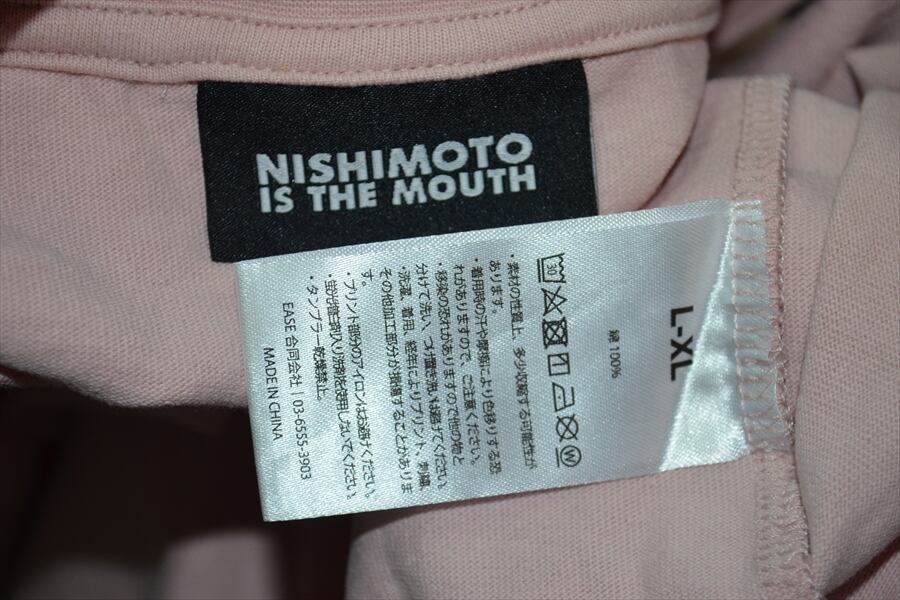 NISHIMOTO
IS THE MOUTH
L-XL
綿 100%
30
W
・素材の性質上、多少収縮する可能性が
あります。
・着用時の汗や摩擦により色移りする恐
れがありますので、ご注意ください。
・移染の恐れがありますので他の物と
分けて洗い、つけ置き洗いは避けてください。
・洗濯、着用、経年によりプリント、刺繍、
その他加工部分が損傷することがありま
す。
・プリント部分のアイロンはお避けください。
・蛍光増白剤入り洗剤を使用しないでください。
・タンブラー乾燥禁止。
EASE 合同会社 | 03-6555-3903
MADE IN CHINA